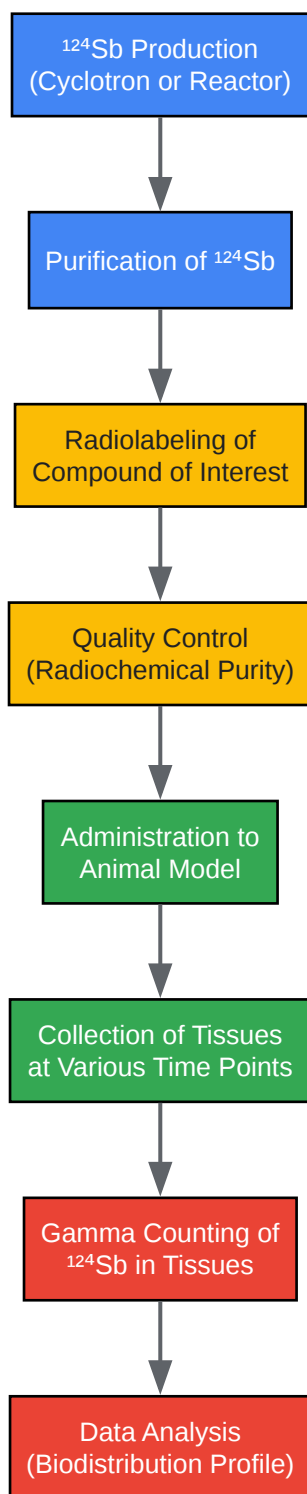 ¹²⁴Sb Production
(Cyclotron or Reactor)
Purification of ¹²⁴Sb
Radiolabeling of
Compound of Interest
Quality Control
(Radiochemical Purity)
Administration to
Animal Model
Collection of Tissues
at Various Time Points
Gamma Counting of
¹²⁴Sb in Tissues
Data Analysis
(Biodistribution Profile)